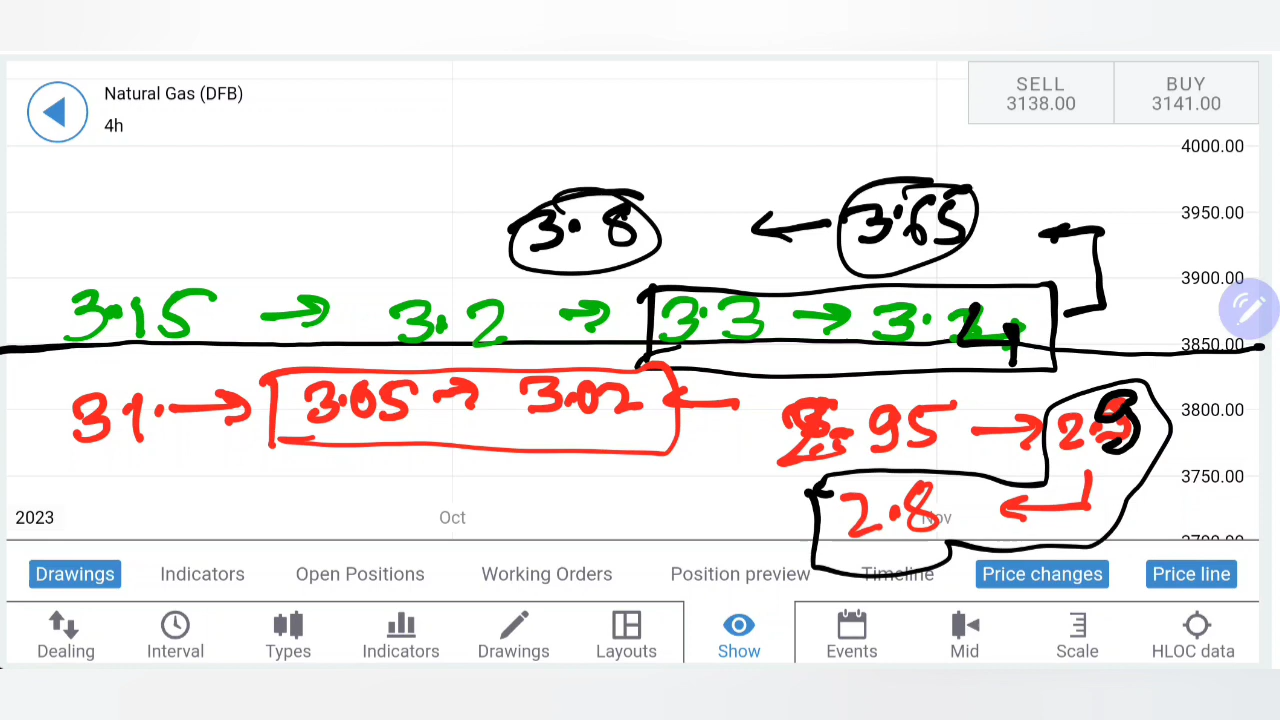 Natural Gas (DFB)
4h
SELL
3138.00
BUY
3141.00
4000.00
3950.00
3900.00
3850.00
3800.00
3750.00
3.8 ← 3.65
3.15 → 3.2 → 3.3 → 3.4
31. → 3.05 → 3.02 ← 2.95 → 2.9
2.8 ←
2023
Oct
Nov
Drawings Indicators Open Positions Working Orders Position preview Timeline Price changes Price line
Dealing Interval Types Indicators Drawings Layouts Show Events Mid Scale HLOC data